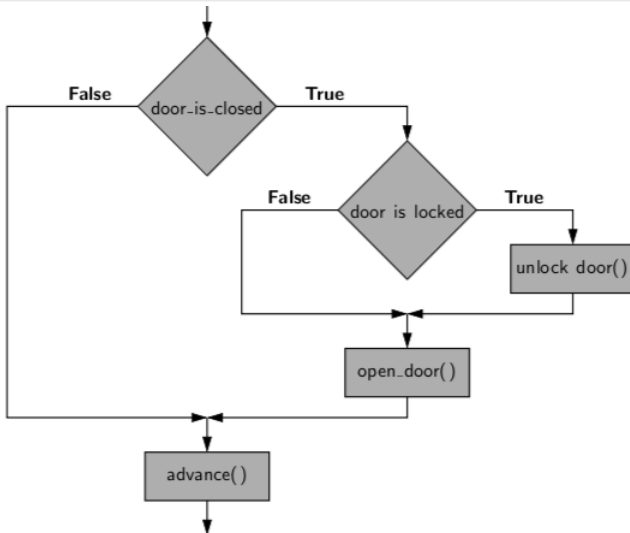 False
True
door_is_closed
False
True
door is locked
unlock door()
open_door()
advance()